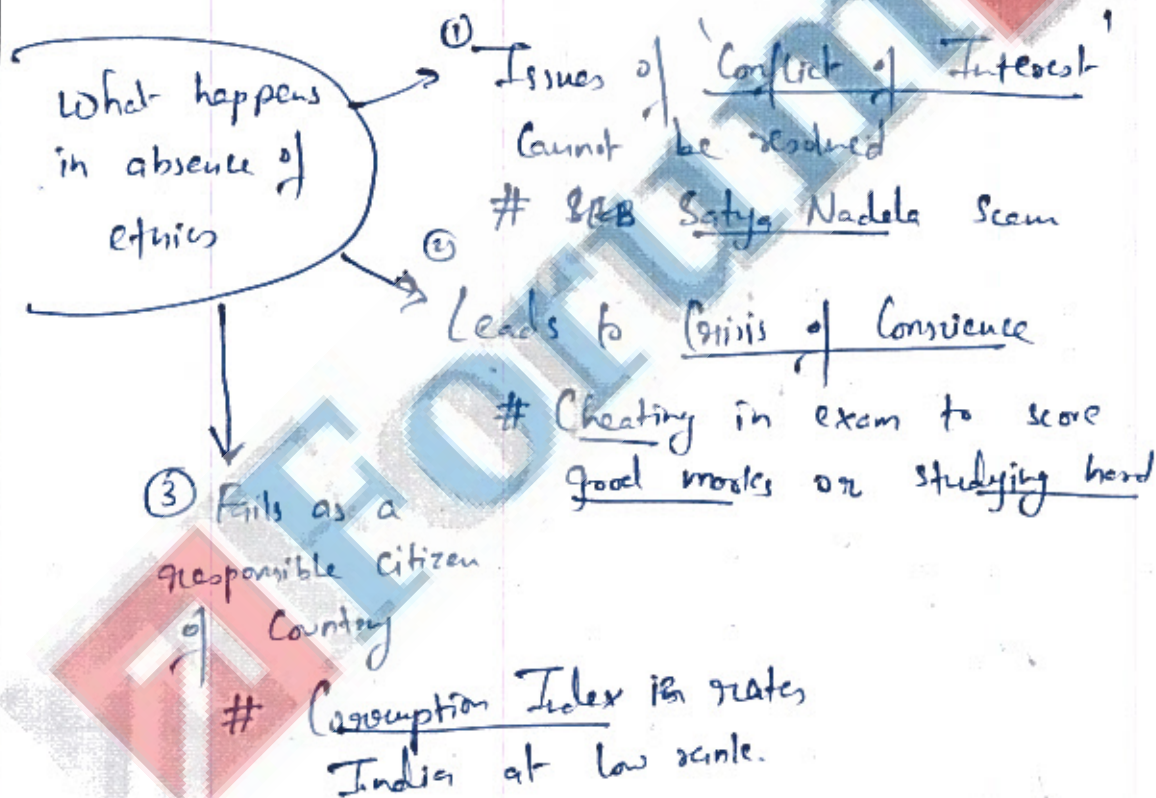 What happens
in absence of
ethics
① Issues of 'Conflict of Interest'
Cannot be resolved
# Satya Nadela Scam
②
Leads to Crisis of Conscience
# Cheating in exam to score
good marks or studying hard
③ Fails as a
responsible citizen
of Country
# Corruption Index rates
India at low rank.
Forum